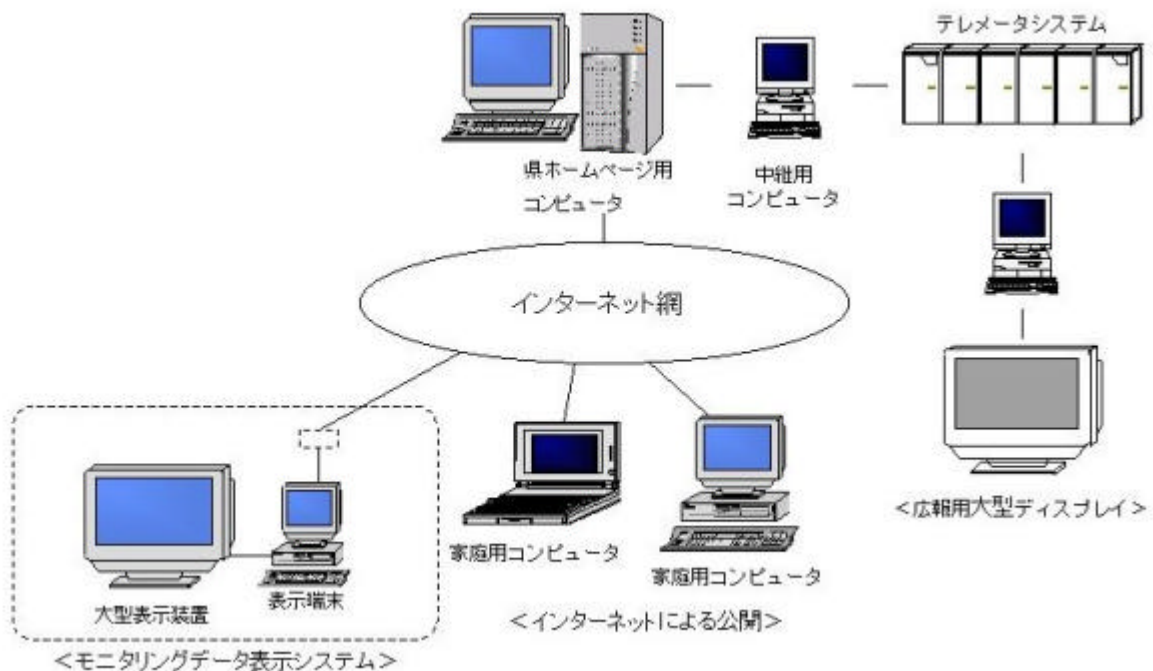 テレメータシステム
県ホームページ用
コンピュータ
中継用
コンピュータ
インターネット網
<広報用大型ディスプレイ>
家庭用コンピュータ
家庭用コンピュータ
大型表示装置
表示端末
<インターネットによる公開>
<モニタリングデータ表示システム>